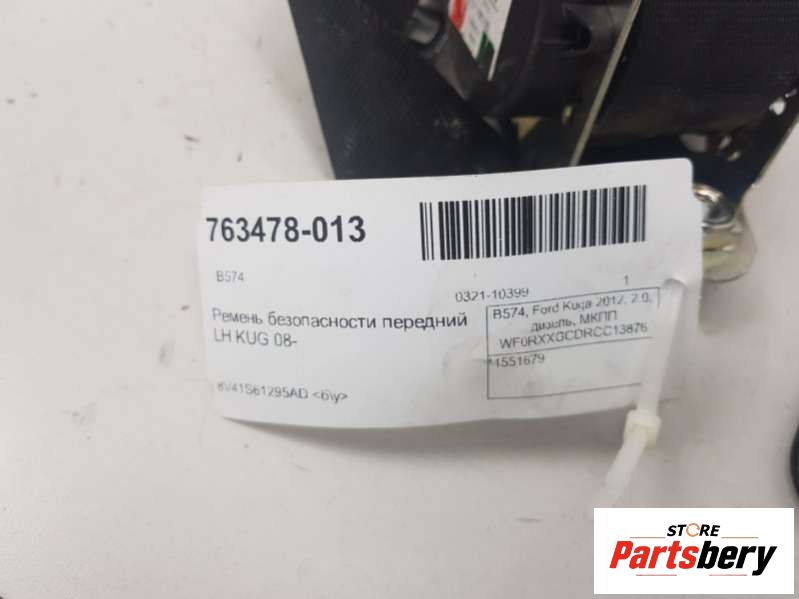 763478-013
B574
0321-10399 1
Ремень безопасности передний
LH KUG 08-
8V41S61295AD <б\у>
B574, Ford Kuga 2012, 2.0,
дизель, МКПП
WF0RXXGCDRCC13876
1551679
STORE
Partsbery